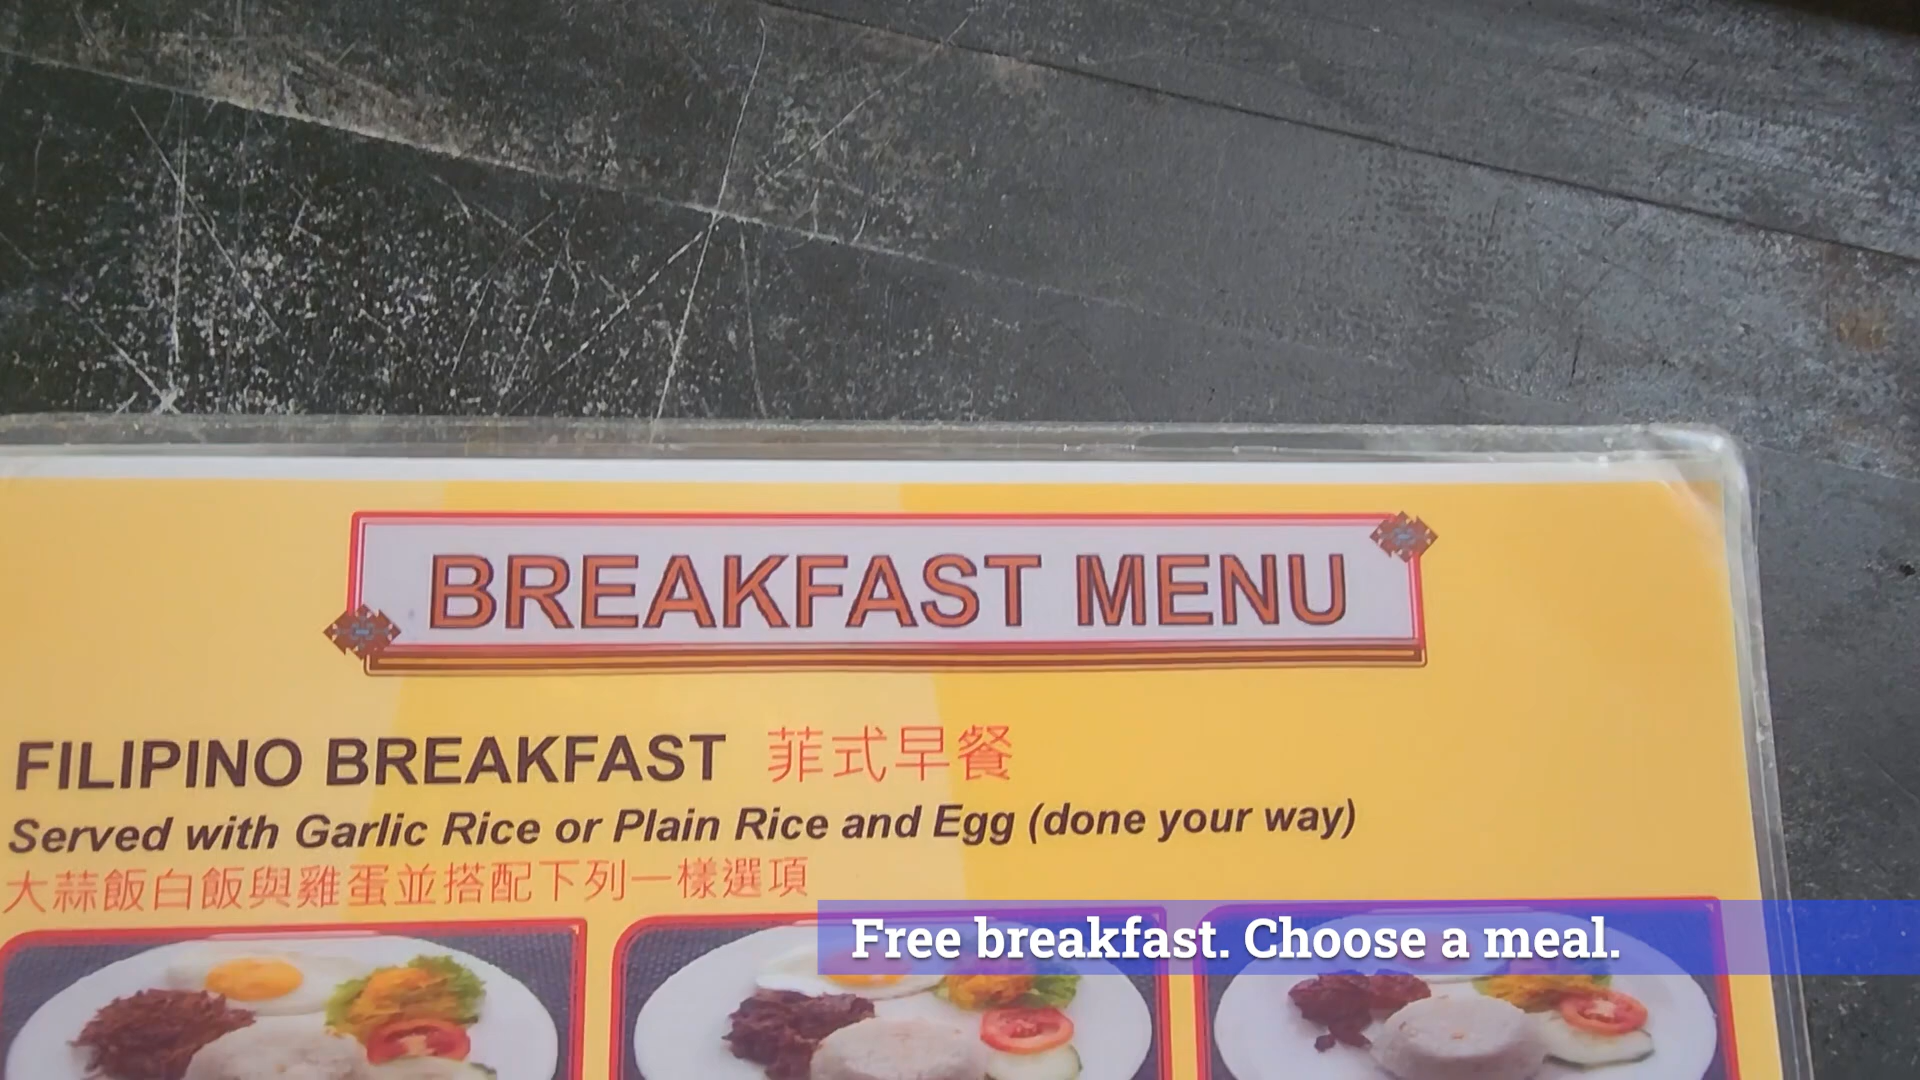 BREAKFAST MENU
FILIPINO BREAKFAST 菲式早餐
Served with Garlic Rice or Plain Rice and Egg (done your way)
大蒜飯白飯與雞蛋並搭配下列一樣選項
Free breakfast. Choose a meal.